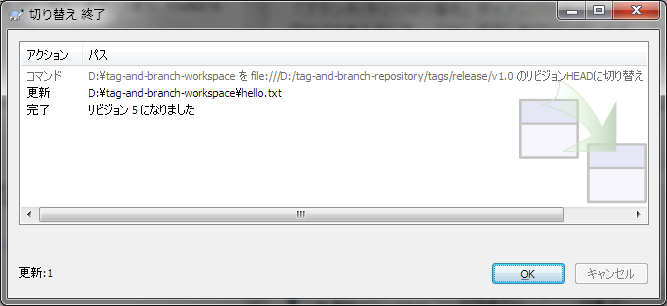 切り替え 終了
アクション パス
コマンド D:¥tag-and-branch-workspace を file:///D:/tag-and-branch-repository/tags/release/v1.0 のリビジョンHEADに切り替え
更新 D:¥tag-and-branch-workspace¥hello.txt
完了 リビジョン 5 になりました
更新:1
OK キャンセル